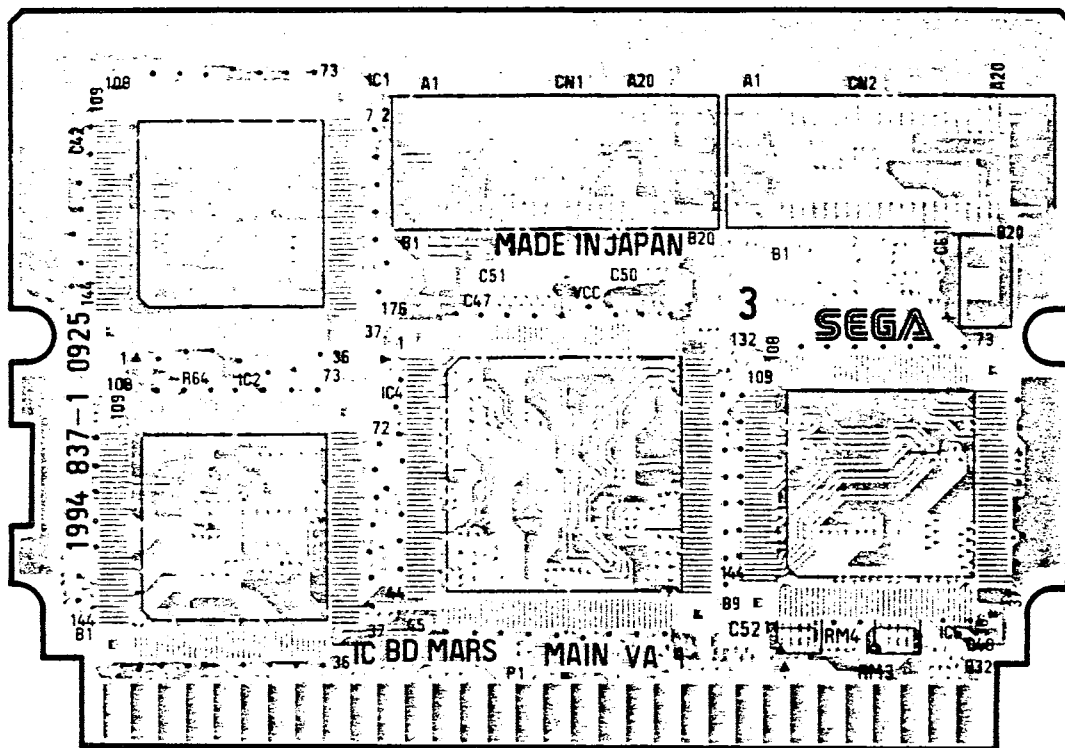 108
73
109
C42
144
IC1
A1
CN1
A20
72
A1
CN2
A20
B1
MADE IN JAPAN
B20
B1
B20
C51
C50
C47
VCC
176
3
SEGA
1994 837-1 0925
1
36
R64
IC2
73
108
109
37
1
IC4
72
132
108
73
109
144
B1
36
144
37
B9
C52
RM4
RM3
B32
TC BD MARS
MAIN VA
P1